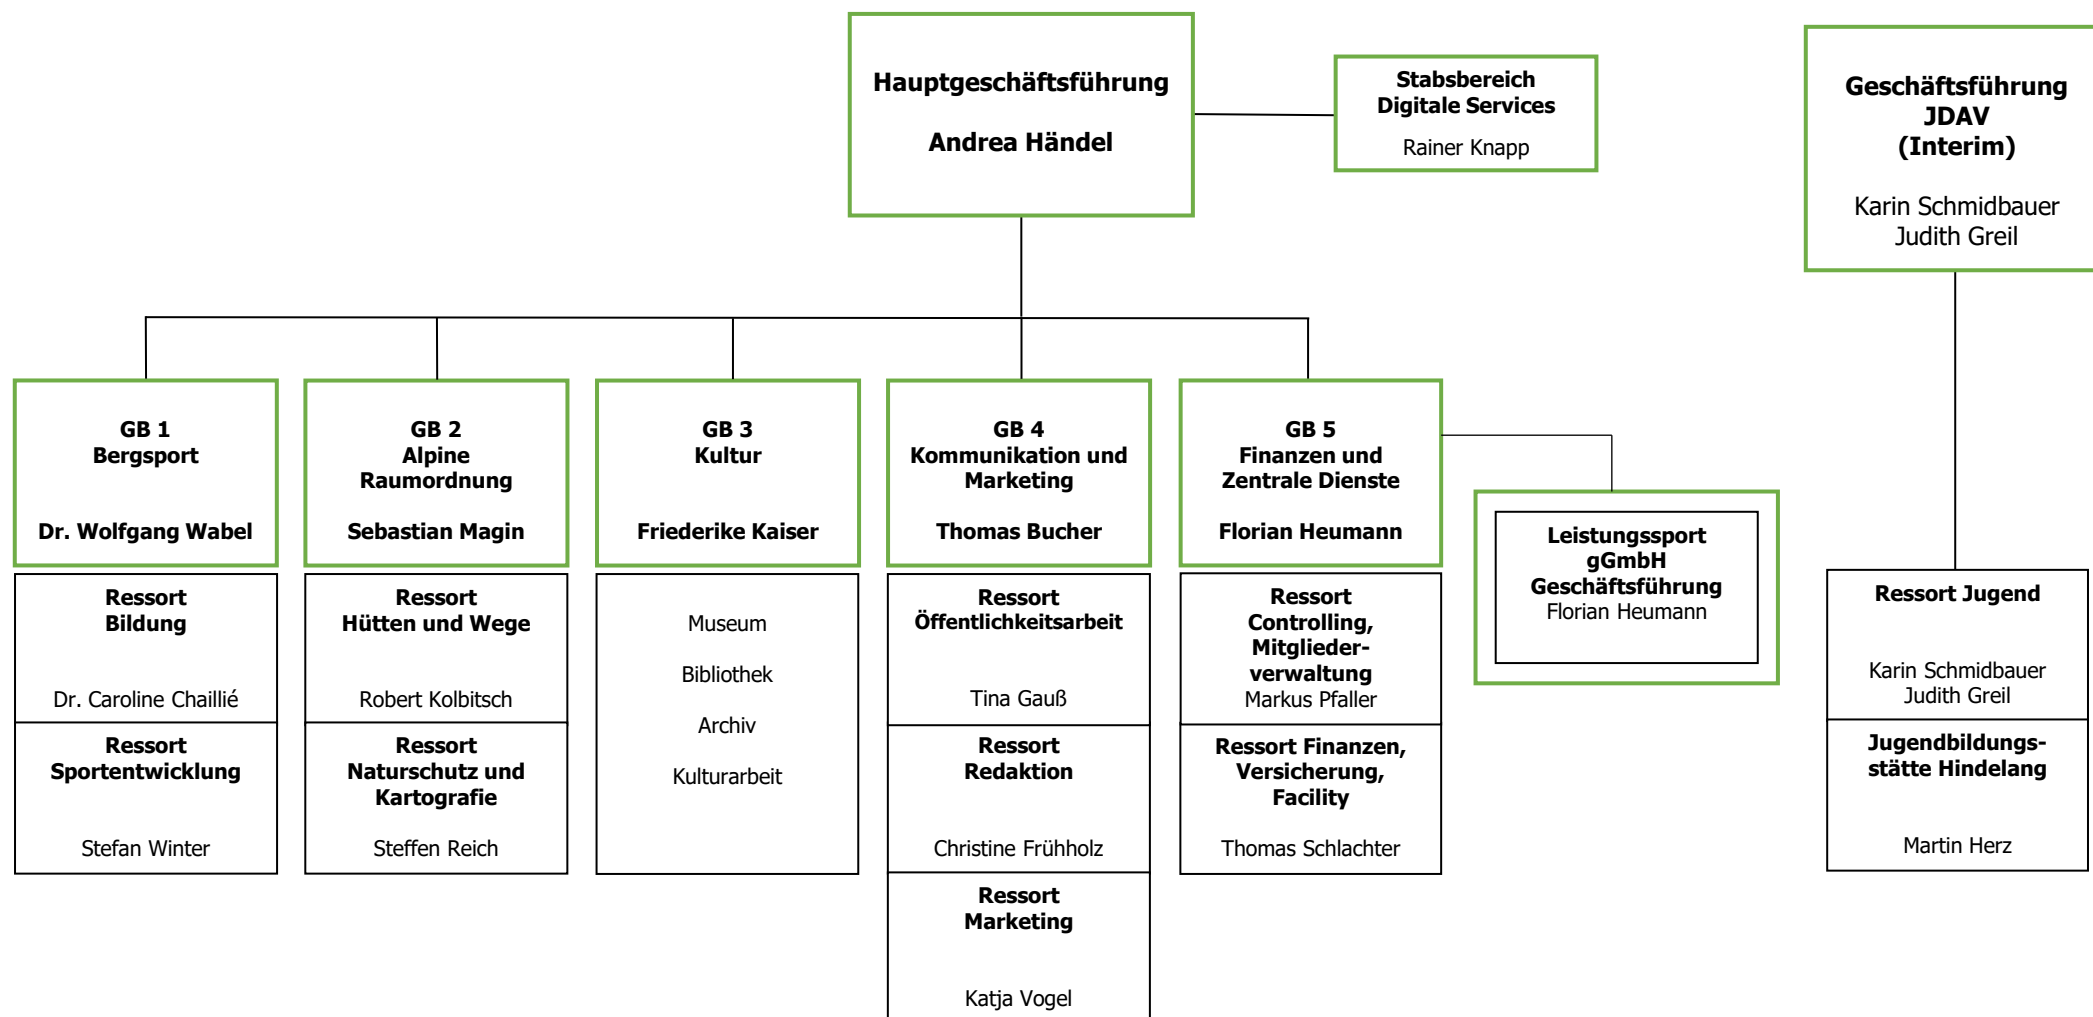 Hauptgeschäftsführung
Andrea Händel
Stabsbereich
Digitale Services
Rainer Knapp
Geschäftsführung
JDAV
(Interim)
Karin Schmidbauer
Judith Greil
GB 1
Bergsport
Dr. Wolfgang Wabel
GB 2
Alpine
Raumordnung
Sebastian Magin
GB 3
Kultur
Friederike Kaiser
GB 4
Kommunikation und
Marketing
Thomas Bucher
GB 5
Finanzen und
Zentrale Dienste
Florian Heumann
Leistungssport
gGmbH
Geschäftsführung
Florian Heumann
Ressort
Bildung
Dr. Caroline Chaillié
Ressort
Sportentwicklung
Stefan Winter
Ressort
Hütten und Wege
Robert Kolbitsch
Ressort
Naturschutz und
Kartografie
Steffen Reich
Museum
Bibliothek
Archiv
Kulturarbeit
Ressort
Öffentlichkeitsarbeit
Tina Gauß
Ressort
Redaktion
Christine Frühholz
Ressort
Marketing
Katja Vogel
Ressort
Controlling,
Mitglieder-
verwaltung
Markus Pfaller
Ressort Finanzen,
Versicherung,
Facility
Thomas Schlachter
Ressort Jugend
Karin Schmidbauer
Judith Greil
Jugendbildungs-
stätte Hindelang
Martin Herz